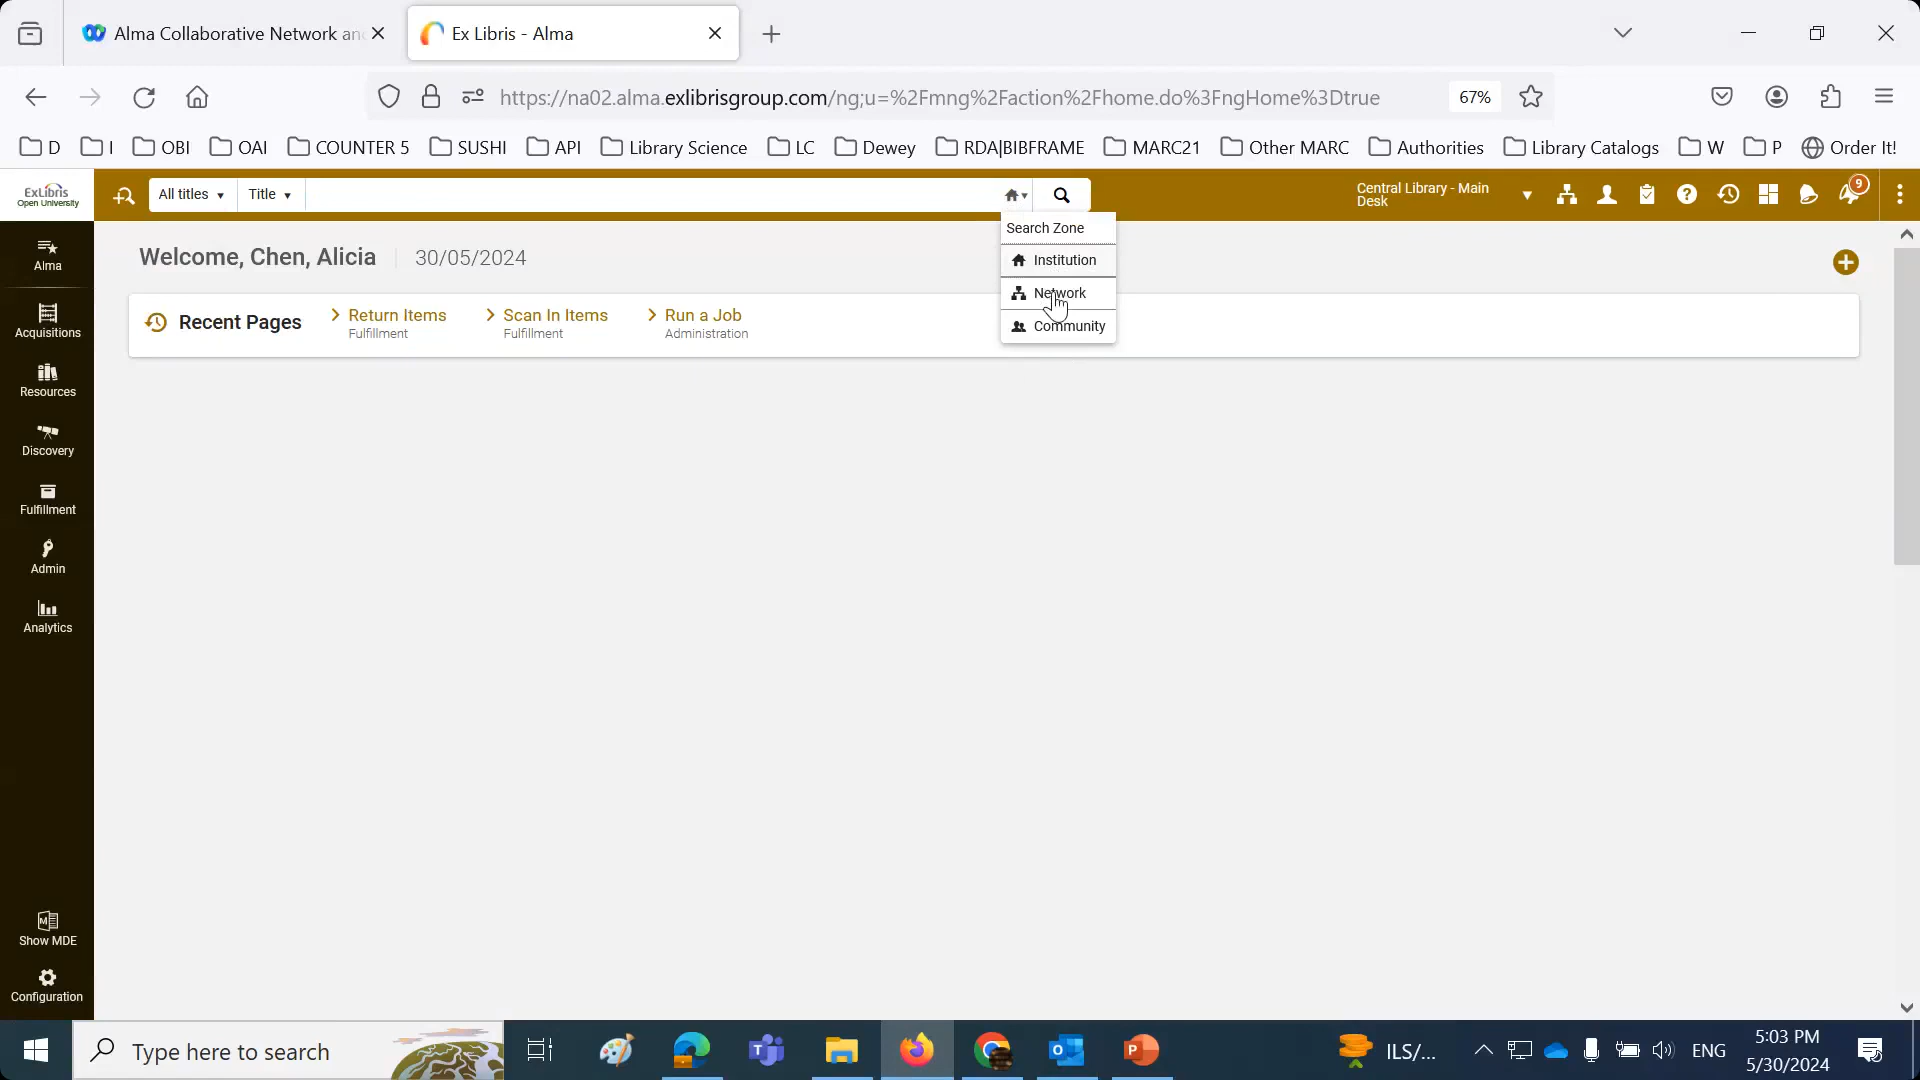 Alma Collaborative Network an
Ex Libris - Alma
https://na02.alma.exlibrisgroup.com/ng;u=%2Fmng%2Faction%2Fhome.do%3FngHome%3Dtrue
67%
D
I
OBI
OAI
COUNTER 5
SUSHI
API
Library Science
LC
Dewey
RDA|BIBFRAME
MARC21
Other MARC
Authorities
Library Catalogs
W
P
Order It!
ExLibris
Open University
All titles
Title
Central Library - Main
Desk
9
Search Zone
Institution
Network
Community
Welcome, Chen, Alicia
30/05/2024
Recent Pages
Return Items
Fulfillment
Scan In Items
Fulfillment
Run a Job
Administration
Alma
Acquisitions
Resources
Discovery
Fulfillment
Admin
Analytics
Show MDE
Configuration
Type here to search
ILS/...
ENG
5:03 PM
5/30/2024